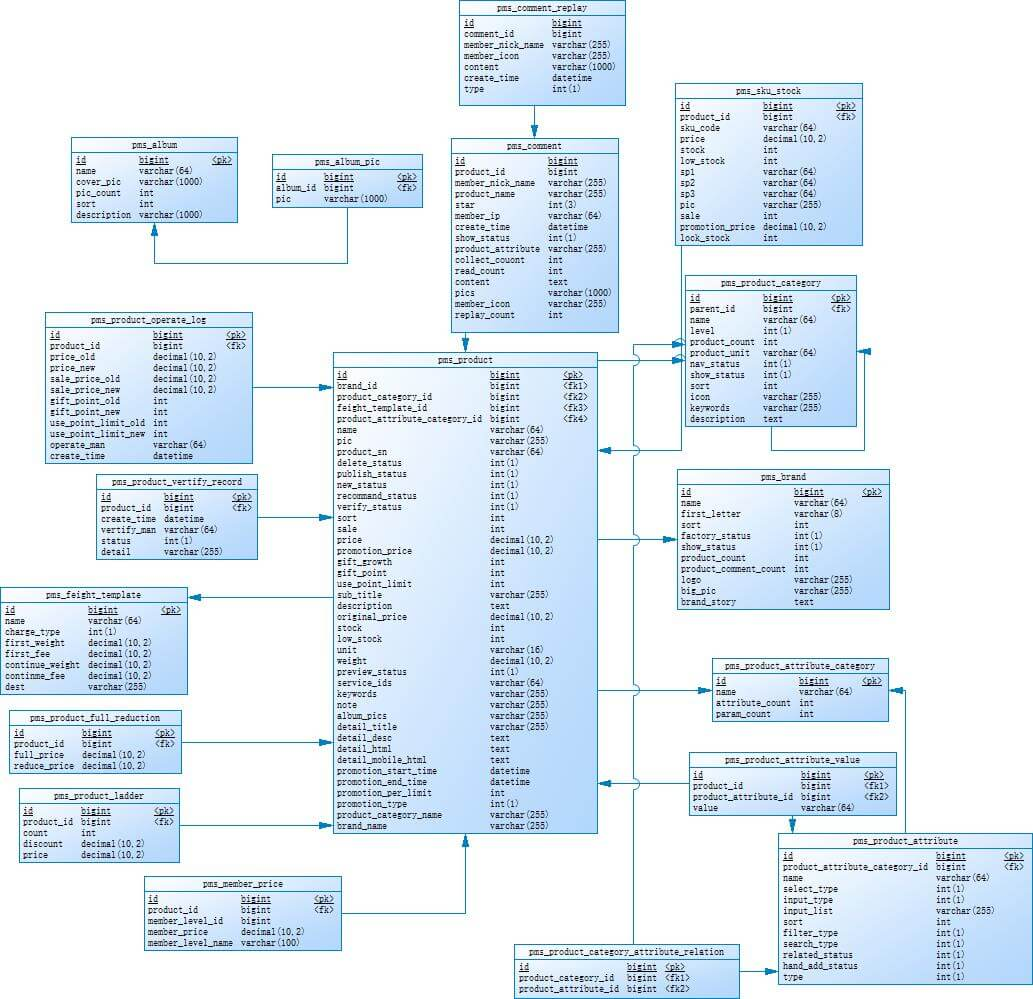 pms_comment_replay
id bigint
comment_id bigint
member_nick_name varchar(255)
member_icon varchar(255)
content varchar(1000)
create_time datetime
type int(1)
pms_sku_stock
id bigint <pk>
product_id bigint <fk>
sku_code varchar(64)
price decimal(10,2)
stock int
low_stock int
sp1 varchar(64)
sp2 varchar(64)
sp3 varchar(64)
pic varchar(255)
sale int
promotion_price decimal(10,2)
lock_stock int
pms_album
id bigint <pk>
name varchar(64)
cover_pic varchar(1000)
pic_count int
sort int
description varchar(1000)
pms_album_pic
id bigint <pk>
album_id bigint <fk>
pic varchar(1000)
pms_comment
id bigint
product_id bigint
member_nick_name varchar(255)
product_name varchar(255)
star int(3)
member_ip varchar(64)
create_time datetime
show_status int(1)
product_attribute varchar(255)
collect_couont int
read_count int
content text
pics varchar(1000)
member_icon varchar(255)
replay_count int
pms_product_category
id bigint <pk>
parent_id bigint <fk>
name varchar(64)
level int(1)
product_count int
product_unit varchar(64)
nav_status int(1)
show_status int(1)
sort int
icon varchar(255)
keywords varchar(255)
description text
pms_product_operate_log
id bigint <pk>
product_id bigint <fk>
price_old decimal(10,2)
price_new decimal(10,2)
sale_price_old decimal(10,2)
sale_price_new decimal(10,2)
gift_point_old int
gift_point_new int
use_point_limit_old int
use_point_limit_new int
operate_man varchar(64)
create_time datetime
pms_product
id bigint <pk>
brand_id bigint <fk1>
product_category_id bigint <fk2>
feight_template_id bigint <fk3>
product_attribute_category_id bigint <fk4>
name varchar(64)
pic varchar(255)
product_sn varchar(64)
delete_status int(1)
publish_status int(1)
new_status int(1)
recommand_status int(1)
verify_status int(1)
sort int
sale int
price decimal(10,2)
promotion_price decimal(10,2)
gift_growth int
gift_point int
use_point_limit int
sub_title varchar(255)
description text
original_price decimal(10,2)
stock int
low_stock int
unit varchar(16)
weight decimal(10,2)
preview_status int(1)
service_ids varchar(64)
keywords varchar(255)
note varchar(255)
album_pics varchar(255)
detail_title varchar(255)
detail_desc text
detail_html text
detail_mobile_html text
promotion_start_time datetime
promotion_end_time datetime
promotion_per_limit int
promotion_type int(1)
product_category_name varchar(255)
brand_name varchar(255)
pms_product_vertify_record
id bigint <pk>
product_id bigint <fk>
create_time datetime
vertify_man varchar(64)
status int(1)
detail varchar(255)
pms_brand
id bigint <pk>
name varchar(64)
first_letter varchar(8)
sort int
factory_status int(1)
show_status int(1)
product_count int
product_comment_count int
logo varchar(255)
big_pic varchar(255)
brand_story text
pms_feight_template
id bigint <pk>
name varchar(64)
charge_type int(1)
first_weight decimal(10,2)
first_fee decimal(10,2)
continue_weight decimal(10,2)
continme_fee decimal(10,2)
dest varchar(255)
pms_product_attribute_category
id bigint <pk>
name varchar(64)
attribute_count int
param_count int
pms_product_full_reduction
id bigint <pk>
product_id bigint <fk>
full_price decimal(10,2)
reduce_price decimal(10,2)
pms_product_attribute_value
id bigint <pk>
product_id bigint <fk1>
product_attribute_id bigint <fk2>
value varchar(64)
pms_product_ladder
id bigint <pk>
product_id bigint <fk>
count int
discount decimal(10,2)
price decimal(10,2)
pms_product_attribute
id bigint <pk>
product_attribute_category_id bigint <fk>
name varchar(64)
select_type int(1)
input_type int(1)
input_list varchar(255)
sort int
filter_type int(1)
search_type int(1)
related_status int(1)
hand_add_status int(1)
type int(1)
pms_member_price
id bigint <pk>
product_id bigint <fk>
member_level_id bigint
member_price decimal(10,2)
member_level_name varchar(100)
pms_product_category_attribute_relation
id bigint <pk>
product_category_id bigint <fk1>
product_attribute_id bigint <fk2>